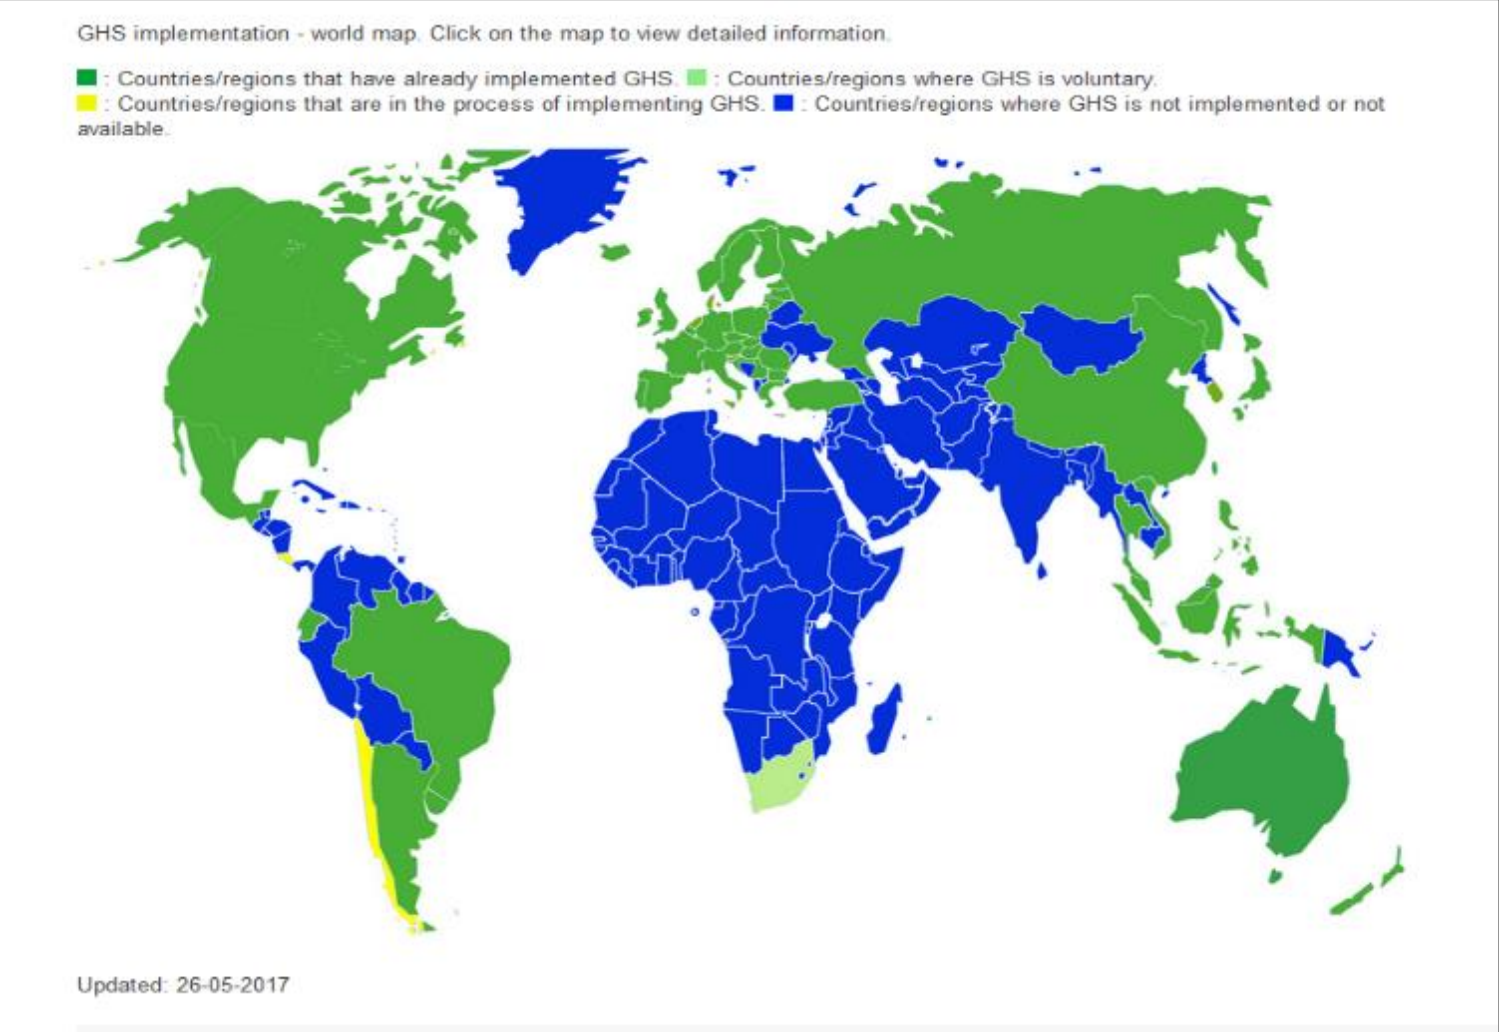 GHS implementation - world map. Click on the map to view detailed information.
: Countries/regions that have already implemented GHS. : Countries/regions where GHS is voluntary.
: Countries/regions that are in the process of implementing GHS. : Countries/regions where GHS is not implemented or not
available.
Updated: 26-05-2017